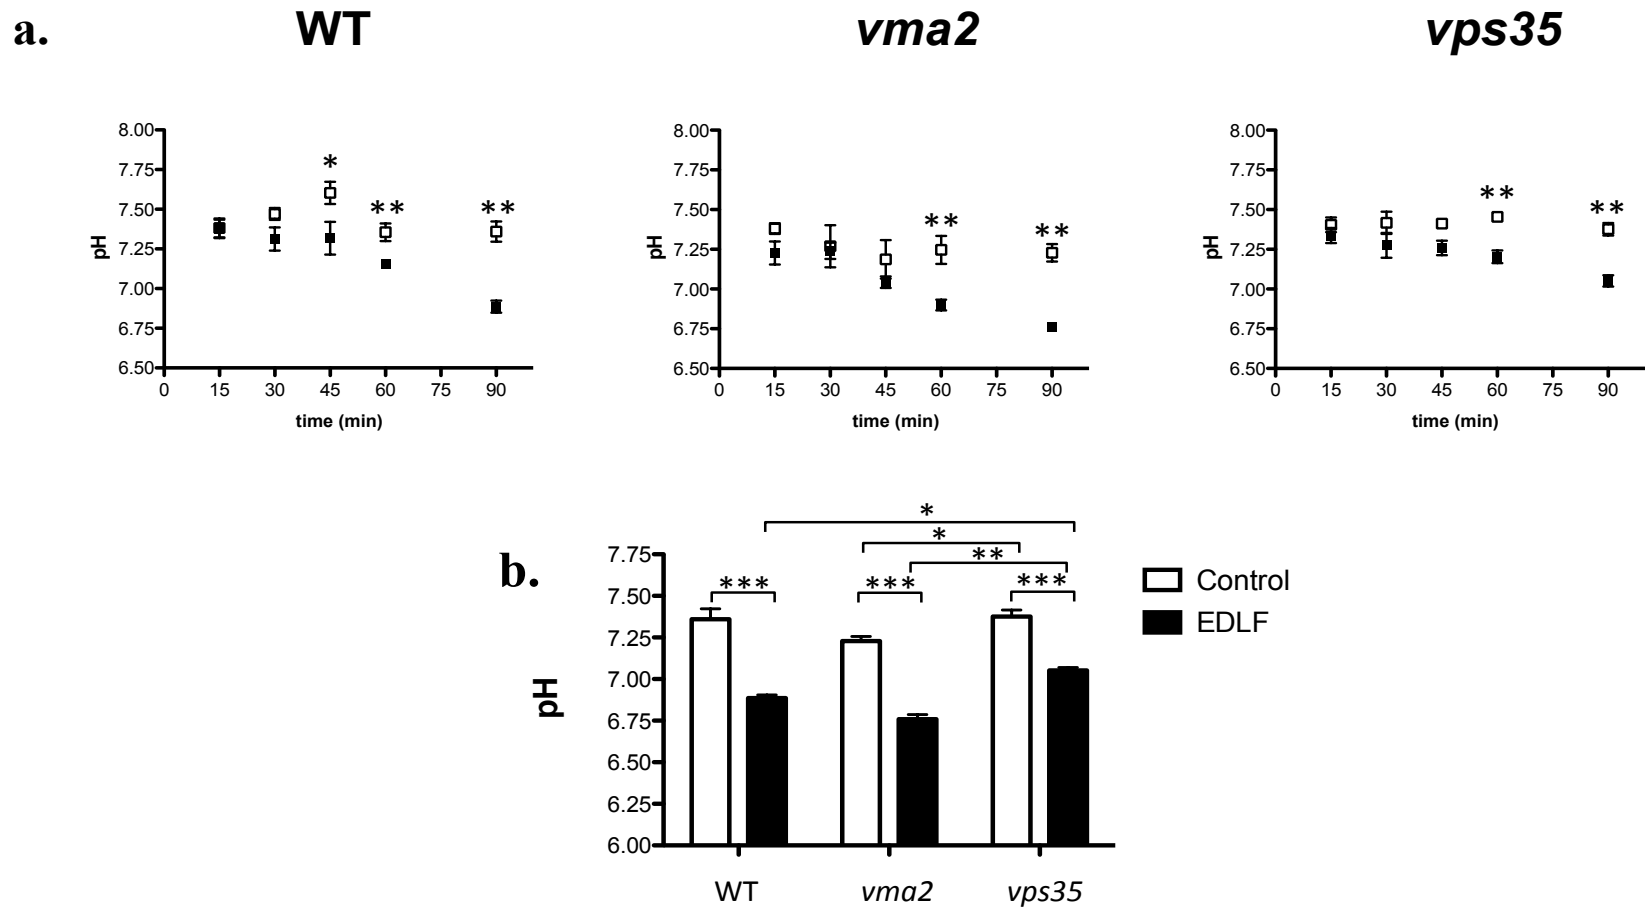 a.
WT
vma2
vps35
8.00
7.75
7.50
7.25
7.00
6.75
6.50
pH
*
**
**
0 15 30 45 60 75 90
time (min)
8.00
7.75
7.50
7.25
7.00
6.75
6.50
pH
**
**
0 15 30 45 60 75 90
time (min)
8.00
7.75
7.50
7.25
7.00
6.75
6.50
pH
**
**
0 15 30 45 60 75 90
time (min)
b.
7.75
7.50
7.25
7.00
6.75
6.50
6.25
6.00
pH
*
*
**
*** *** ***
WT vma2 vps35
Control
EDLF